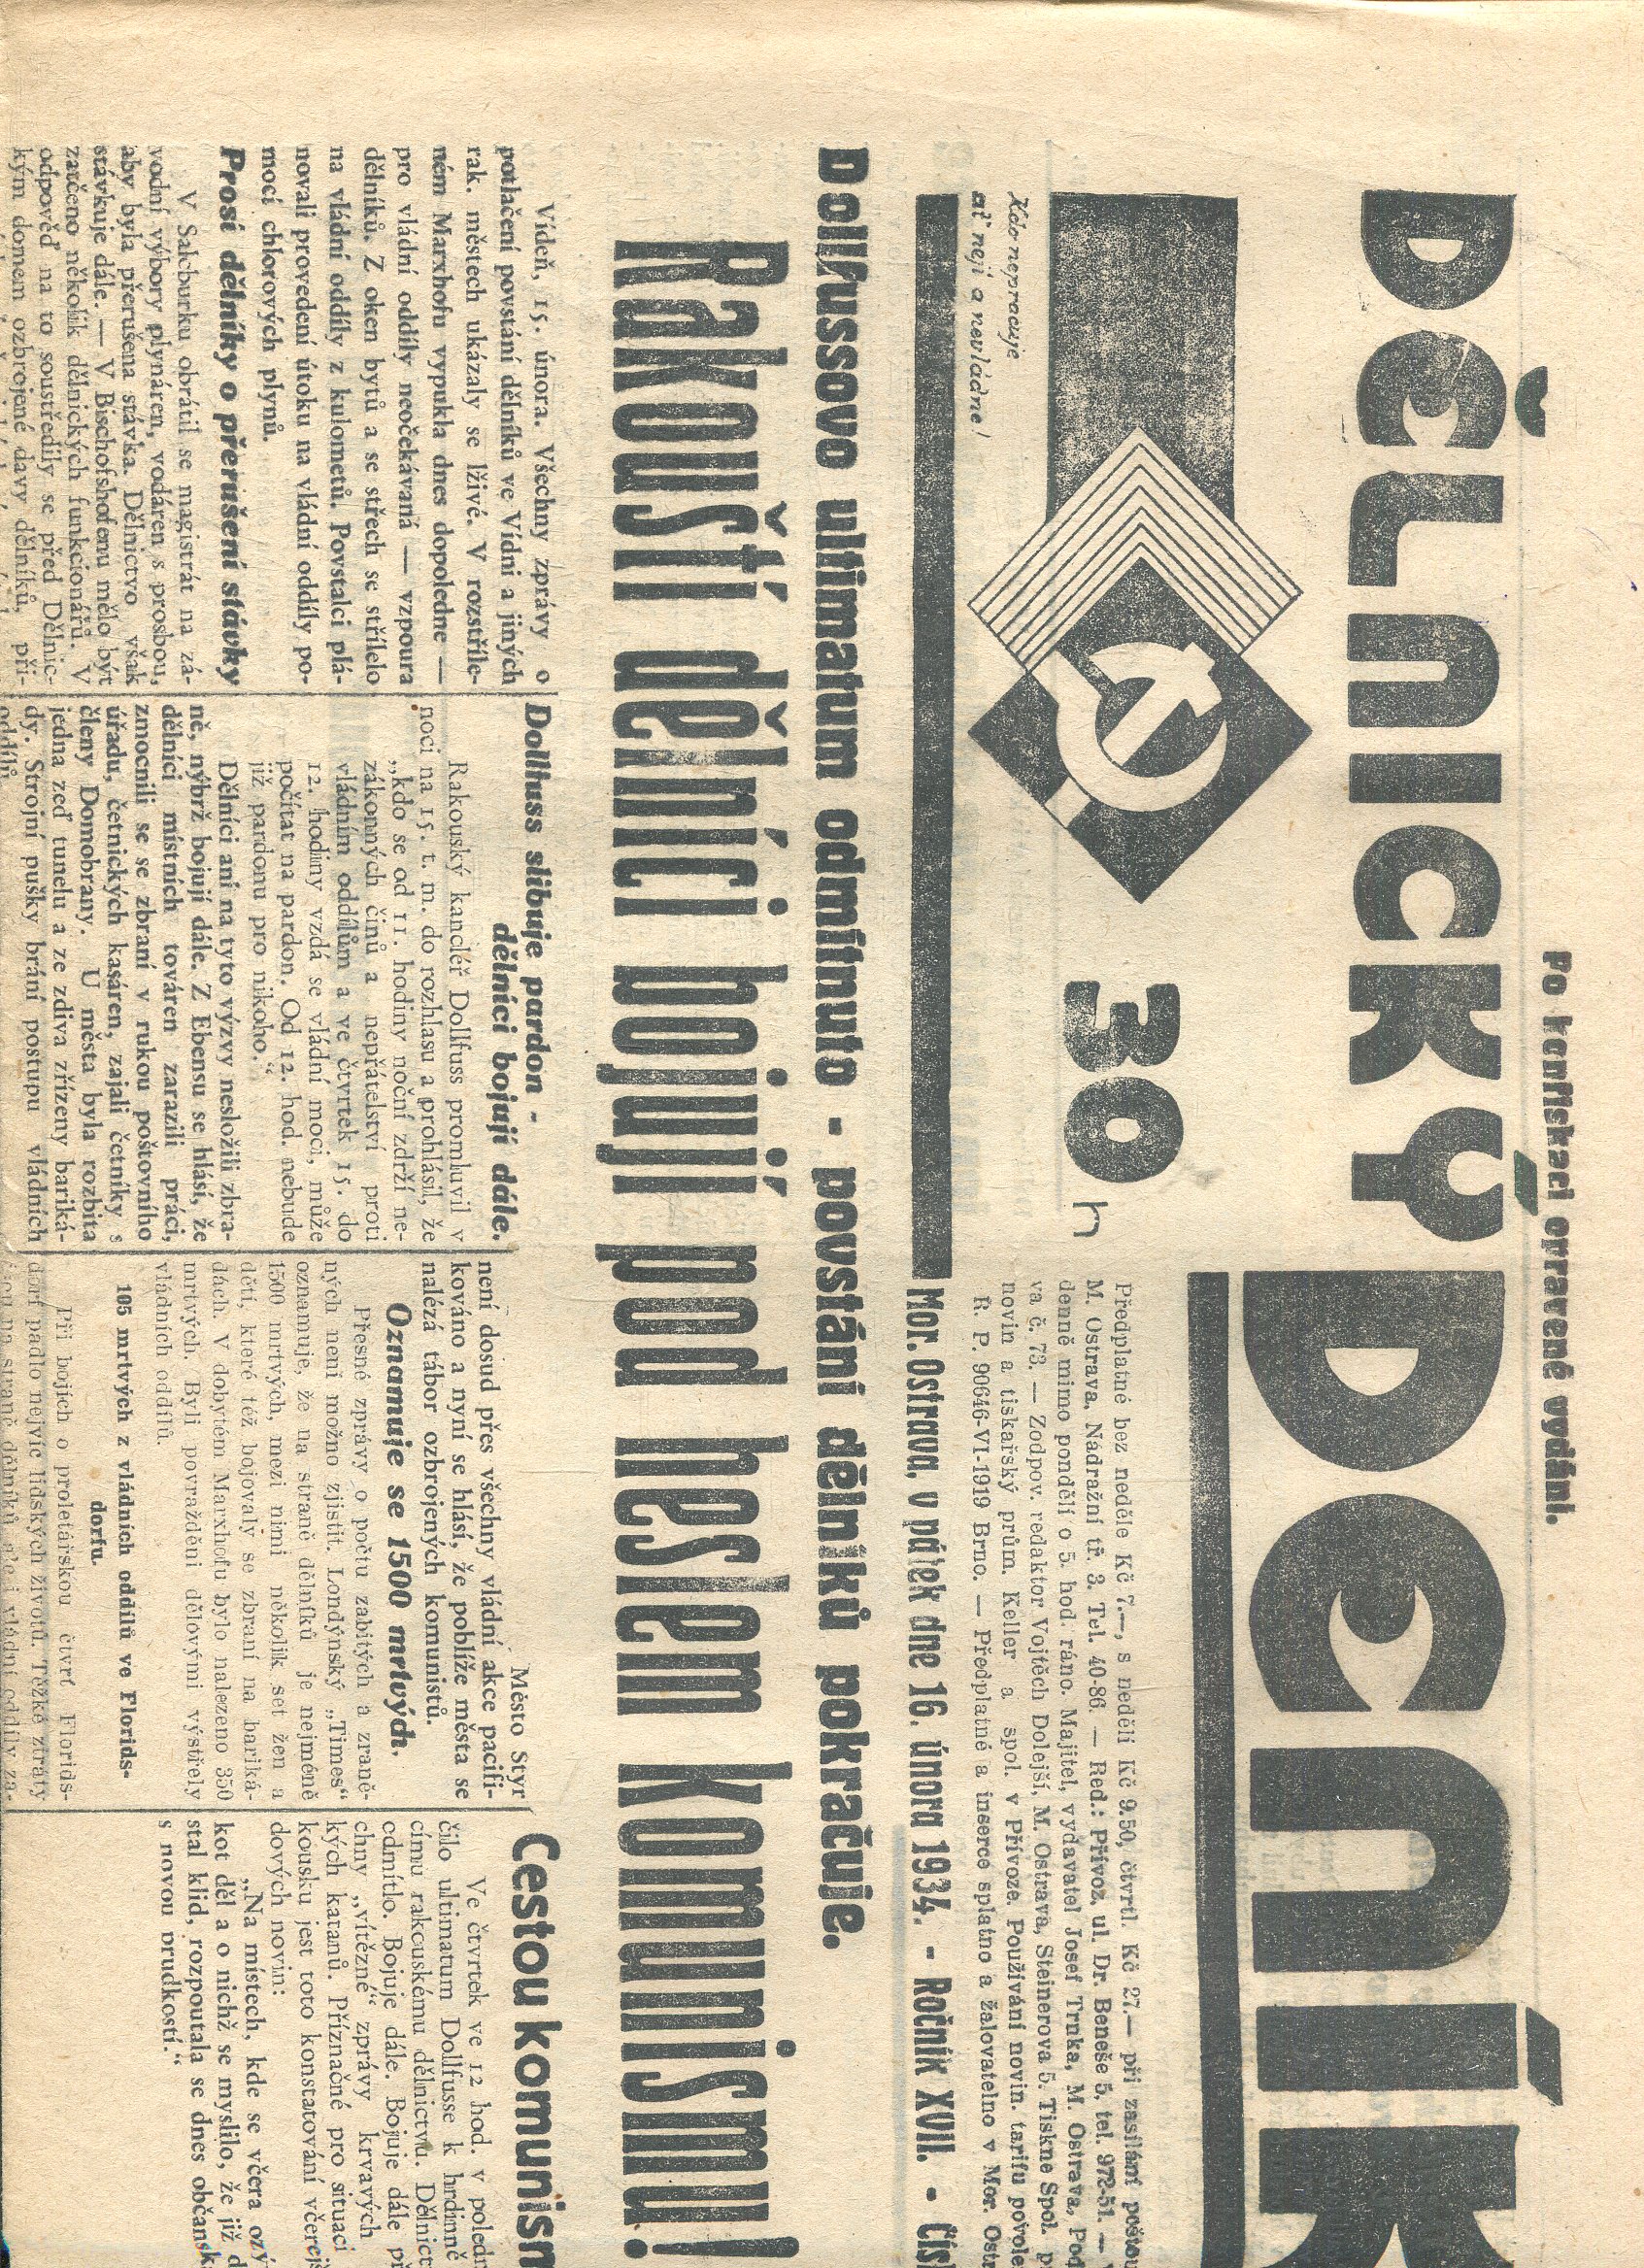 Po konfiskaci opravené vydání.
DĚLNICKÝ DENÍK
30 h
Kdo nepracuje
ať nejí a nevládne!
Předplatné bez neděle Kč 7.—, s nedělí Kč 9.50, čtvrtl. Kč 27.— při zasílání poštou
M. Ostrava, Nádražní tř. 3. Tel. 40-86. — Red.: Přívoz, ul. Dr. Beneše 5, tel. 972-51. —
denně mimo pondělí o 5. hod. ráno. Majitel, vydavatel Josef Trnka, M. Ostrava,
va č. 73. — Zodpov. redaktor Vojtěch Dolejší, M. Ostrava, Steinerova 5. Tiskne Spol. p
novin a tiskařský prům. Keller a spol. v Přívoze. Používání novin. tarifu povole
R. P. 90646-VI-1919 Brno. — Předplatné a inserce splatno a žalovatelno v Mor. Ostr
Mor. Ostrava, v pátek dne 16. února 1934. - Ročník XVII. - Čísl
Dollfussovo ultimatum odmítnuto - povstání dělníků pokračuje.
Rakouští dělníci bojují pod heslem komunismu!
Vídeň, 15. února. Všechny zprávy o
potlačení povstání dělníků ve Vídni a jiných
rak. městech ukázaly se lživé. V rozstříle-
ném Marxhofu vypukla dnes dopoledne —
pro vládní oddíly neočekávaná — vzpoura
dělníků. Z oken bytů a se střech se střílelo
na vládní oddíly z kulometů. Povstalci plá-
novali provedení útoku na vládní oddíly po-
mocí chlorových plynů.
Prosí dělníky o přerušení stávky
V Salcburku obrátil se magistrát na zá-
vodní výbory plynáren, vodáren s prosbou,
aby byla přerušena stávka. Dělnictvo však
stávkuje dále. — V Bischofshofenu mělo být
zatčeno několik dělnických funkcionářů. V
odpověď na to soustředily se před Dělnic-
kým domem ozbrojené davy dělníků, při-
Dollfuss slibuje pardon -
dělníci bojují dále.
Rakouský kancléř Dollfuss promluvil v
noci na 15. t. m. do rozhlasu a prohlásil, že
„kdo se od 11. hodiny noční zdrží ne-
zákonných činů a nepřátelství proti
vládním oddílům a ve čtvrtek 15. do
12. hodiny vzdá se vládní moci, může
počítat na pardon. Od 12. hod. nebude
již pardonu pro nikoho.“
Dělníci ani na tyto výzvy nesložili zbra-
ně, nýbrž bojují dále. Z Ebensu se hlásí, že
dělníci místních továren zarazili práci,
zmocnili se se zbraní v rukou poštovního
úřadu, četnických kasáren, zajali četníky s
členy Domobrany. U města byla rozbita
jedna zeď tunelu a ze zdiva zřízeny bariká-
dy. Strojní pušky brání postupu vládních
oddílů.
Město Styr
není dosud přes všechny vládní akce pacifi-
kováno a nyní se hlásí, že poblíže města se
nalézá tábor ozbrojených komunistů.
Oznamuje se 1500 mrtvých.
Přesné zprávy o počtu zabitých a zraně-
ných není možno zjistit. Londýnský „Times“
oznamuje, že na straně dělníků je nejméně
1500 mrtvých, mezi nimi několik set žen a
dětí, které též bojovaly se zbraní na bariká-
dách. V dobytém Marxhofu bylo nalezeno 350
mrtvých. Byli povražděni dělovými výstřely
vládních oddílů.
105 mrtvých z vládních oddílů ve Florids-
dorfu.
Při bojích o proletářskou čtvrť Florids-
dorf padlo nejvíc lidských životů. Těžké ztráty
jsou na straně dělníků ale i vládní oddíly za-
Cestou komunism
Ve čtvrtek ve 12 hod. v poledn
čilo ultimatum Dollfusse k hrdinné
címu rakouskému dělnictvu. Dělnict
odmítlo. Bojuje dále. Bojuje dále př
chny „vítězné“ zprávy krvavých
kých katanů. Příznačné pro situaci
kousku jest toto konstatování včerej
dových novin:
„Na místech, kde se včera ozý
kot děl a o nichž se myslilo, že již d
stal klid, rozpoutala se dnes občansk
s novou prudkostí.“